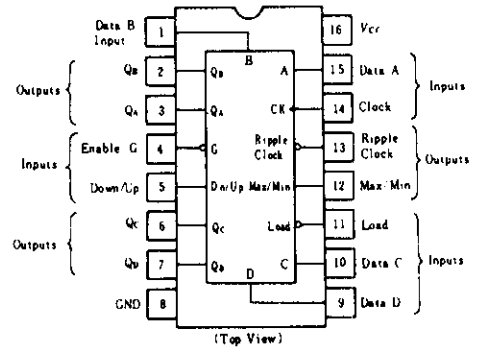 Data B
Input
1
16
Vcc
B
QB
2
QB
A
15
Data A
Outputs
Inputs
QA
3
QA
CK
14
Clock
Enable G
4
G
Ripple
Clock
13
Ripple
Clock
Inputs
Outputs
Down/Up
5
Dn/Up
Max/Min
12
Max/Min
QC
6
QC
Load
11
Load
Outputs
QD
7
QD
C
10
Data C
Inputs
D
GND
8
9
Data D
(Top View)